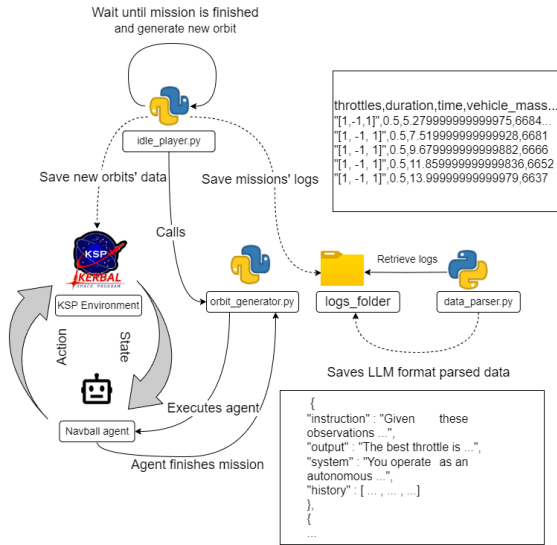 Wait until mission is finished
and generate new orbit
idle_player.py
throttles,duration,time,vehicle_mass...
"[1,-1,1]",0.5,5.279999999999975,6684...
"[1, -1, 1]",0.5,7.519999999999928,6681
"[1, -1, 1]",0.5,9.679999999999882,6666
"[1, -1, 1]",0.5,11.859999999999836,6652
"[1, -1, 1]",0.5,13.99999999999979,6637
Save new orbits' data
Save missions' logs
Calls
KSP
KERBAL
SPACE PROGRAM
KSP Environment
orbit_generator.py
Retrieve logs
logs_folder
data_parser.py
Action
State
Saves LLM format parsed data
Executes agent
Navball agent
Agent finishes mission
{
"instruction" : "Given these
observations ...",
"output" : "The best throttle is ...",
"system" : "You operate as an
autonomous ...",
"history" : [ ... , ... , ...]
},
{
...